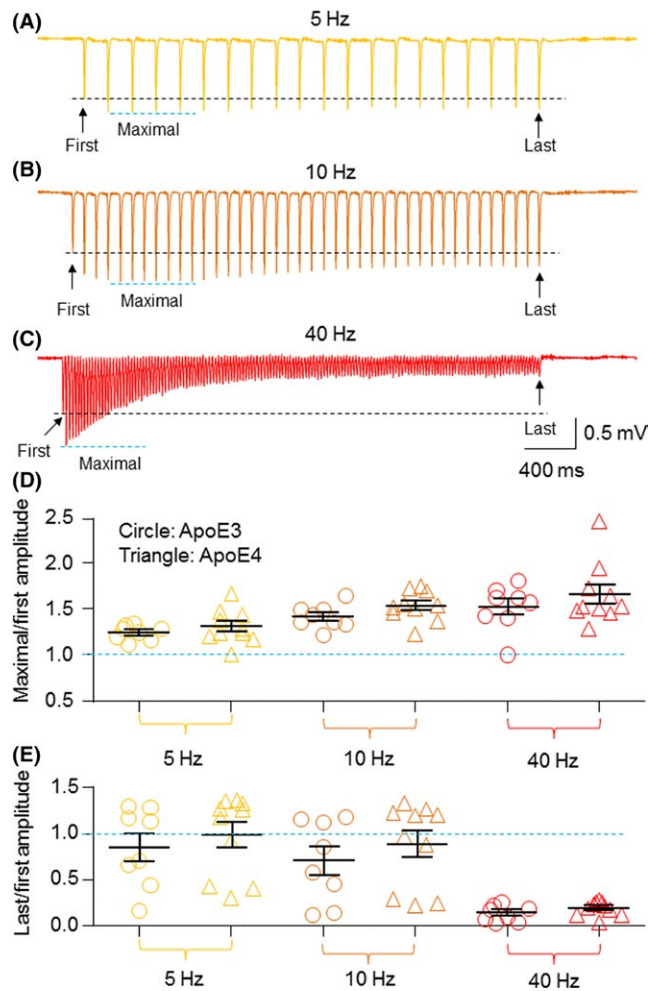 (A)
5 Hz
Maximal
First
Last
(B)
10 Hz
First
Maximal
Last
(C)
40 Hz
First
Maximal
Last
0.5 mV
400 ms
(D)
Maximal/first amplitude
2.5
2.0
1.5
1.0
0.5
Circle: ApoE3
Triangle: ApoE4
5 Hz
10 Hz
40 Hz
(E)
Last/first amplitude
1.5
1.0
0.5
0.0
5 Hz
10 Hz
40 Hz